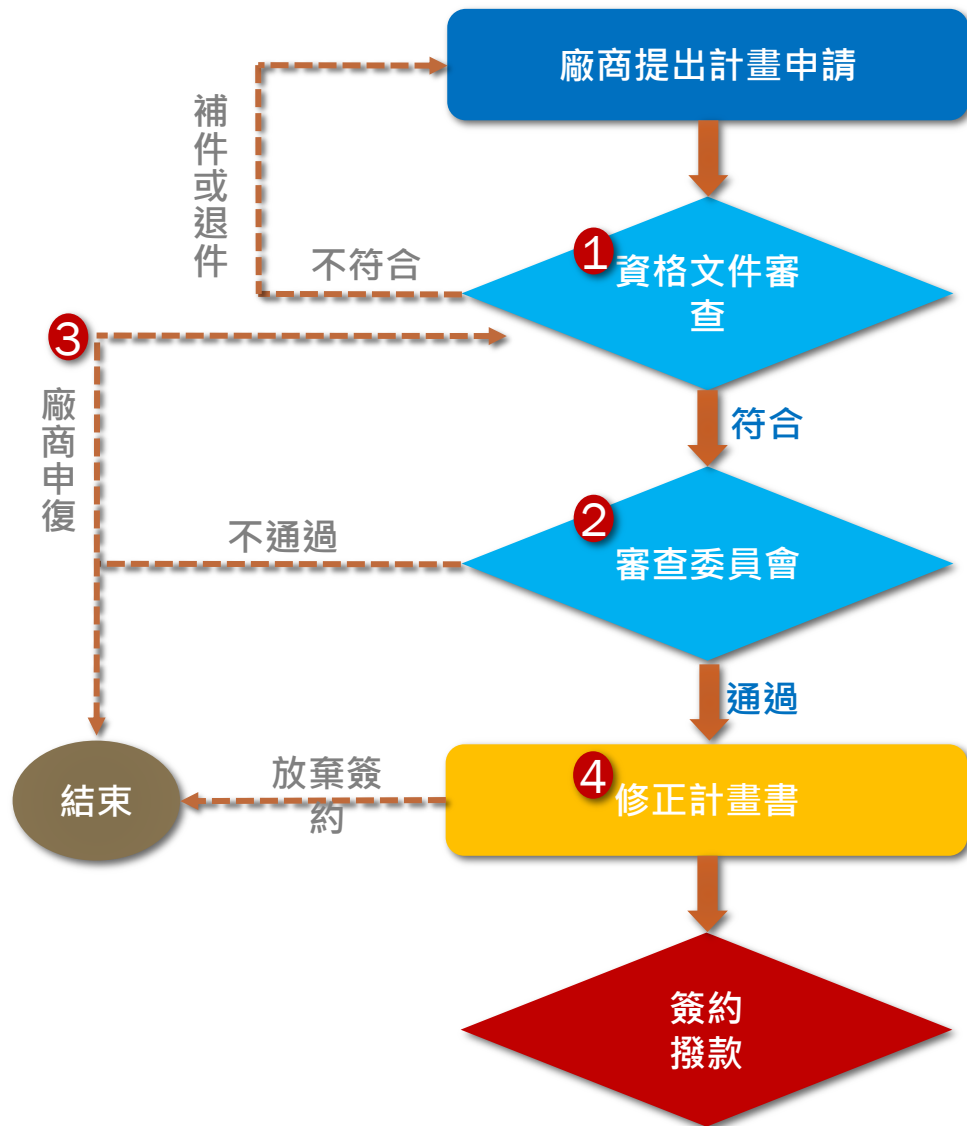 廠商提出計畫申請
補件或退件
不符合
1
資格文件審
查
3
廠商申復
符合
不通過
2
審查委員會
通過
結束
放棄簽
約
4
修正計畫書
簽約
撥款